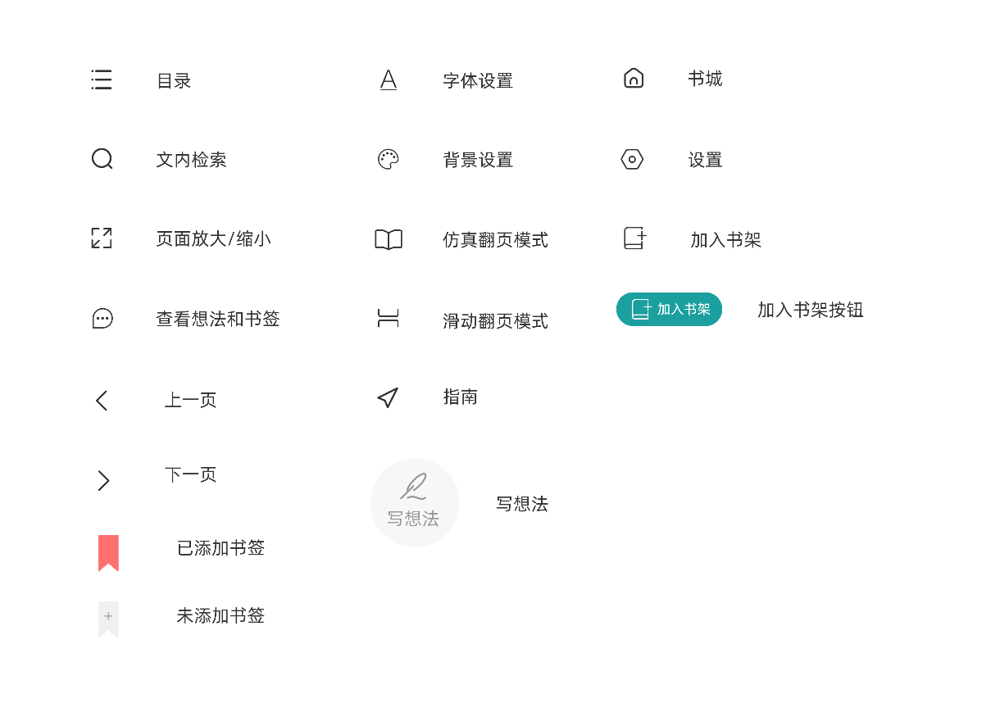 目录
文内检索
页面放大/缩小
查看想法和书签
上一页
下一页
已添加书签
未添加书签
A
字体设置
背景设置
仿真翻页模式
滑动翻页模式
指南
写想法
写想法
书城
设置
加入书架
加入书架
加入书架按钮